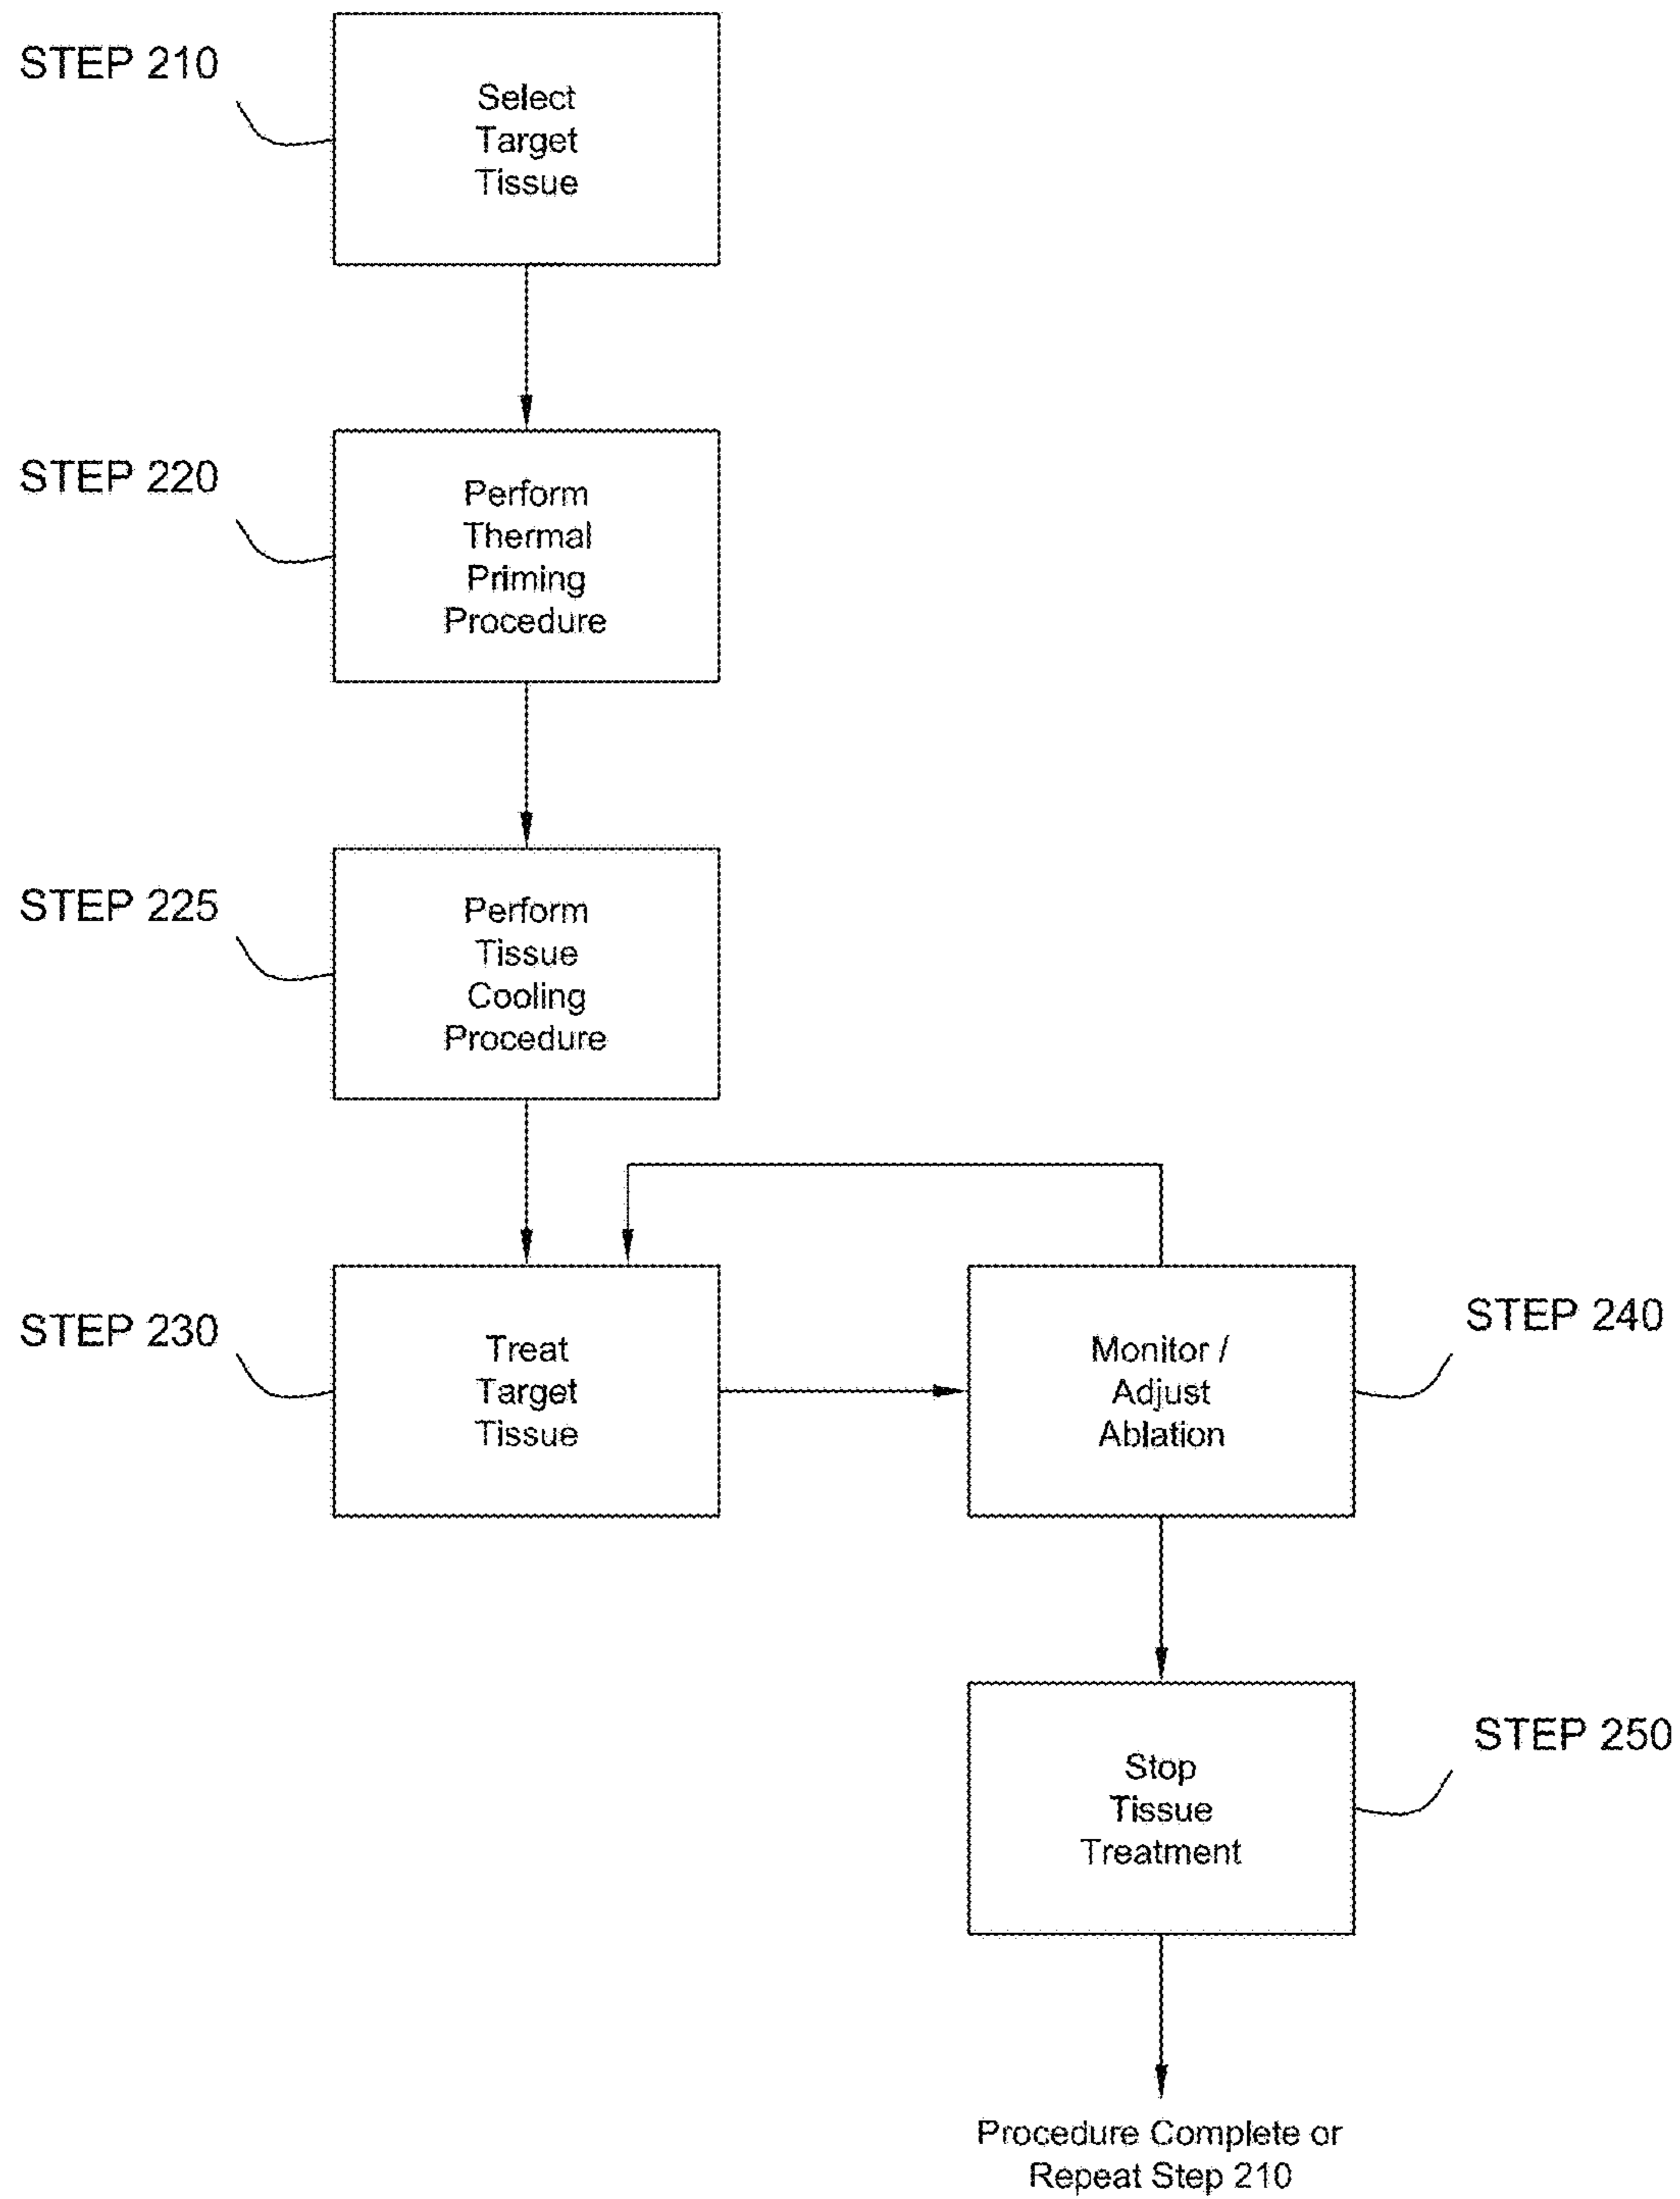 STEP 210
Select
Target
Tissue
STEP 220
Perform
Thermal
Priming
Procedure
STEP 225
Perform
Tissue
Cooling
Procedure
STEP 230
Treat
Target
Tissue
Monitor /
Adjust
Ablation
STEP 240
Stop
Tissue
Treatment
STEP 250
Procedure Complete or
Repeat Step 210